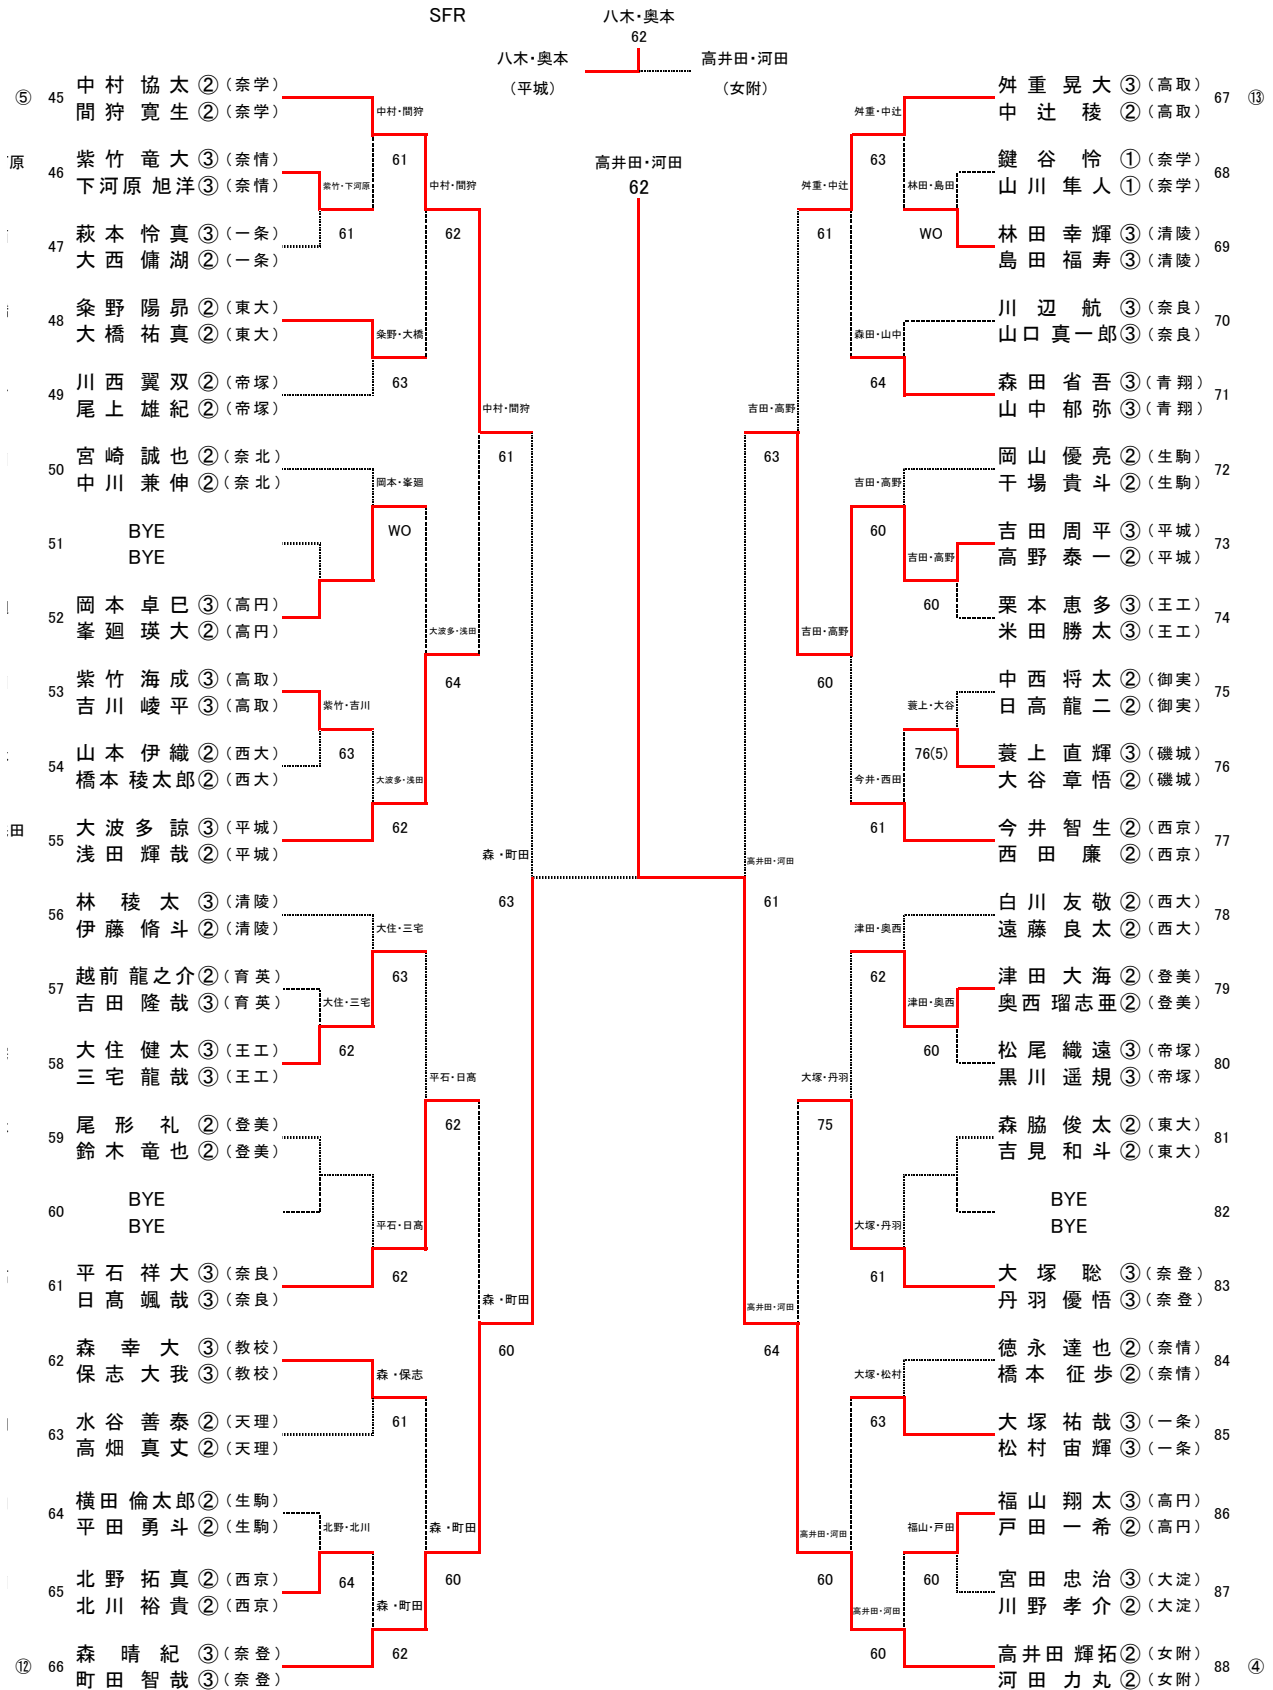 SFR
八木・奥本
62
八木・奥本
高井田・河田
(平城)
(女附)
高井田・河田
62
⑤ 45 中村 協太②(奈学)
間狩 寛生②(奈学)
46 紫竹 竜大③(奈情)
下河原 旭洋③(奈情)
47 萩本 怜真③(一条)
大西 傭湖②(一条)
48 粂野 陽昴②(東大)
大橋 祐真②(東大)
49 川西 翼双②(帝塚)
尾上 雄紀②(帝塚)
50 宮崎 誠也②(奈北)
中川 兼伸②(奈北)
51 BYE
BYE
52 岡本 卓巳③(高円)
峯廻 瑛大②(高円)
53 紫竹 海成③(高取)
吉川 崚平③(高取)
54 山本 伊織②(西大)
橋本 稜太郎②(西大)
55 大波多 諒③(平城)
浅田 輝哉②(平城)
56 林 稜太③(清陵)
伊藤 脩斗②(清陵)
57 越前 龍之介②(育英)
吉田 隆哉③(育英)
58 大住 健太③(王工)
三宅 龍哉③(王工)
59 尾形 礼②(登美)
鈴木 竜也②(登美)
60 BYE
BYE
61 平石 祥大③(奈良)
日髙 颯哉③(奈良)
62 森 幸大③(教校)
保志 大我③(教校)
63 水谷 善泰②(天理)
高畑 真丈②(天理)
64 横田 倫太郎②(生駒)
平田 勇斗②(生駒)
65 北野 拓真②(西京)
北川 裕貴②(西京)
⑫ 66 森 晴紀③(奈登)
町田 智哉③(奈登)
原
田
中村・間狩
61
紫竹・下河原
61
中村・間狩
62
粂野・大橋
63
中村・間狩
61
岡本・峯廻
WO
大波多・浅田
64
紫竹・吉川
63
大波多・浅田
62
森・町田
63
大住・三宅
63
大住・三宅
62
平石・日髙
62
平石・日髙
62
森・町田
60
森・保志
61
北野・北川
64
森・町田
60
森・町田
62
舛重 晃大③(高取) 67 ⑬
中辻 稜②(高取)
鍵谷 怜①(奈学) 68
山川 隼人①(奈学)
林田 幸輝③(清陵) 69
島田 福寿③(清陵)
川辺 航③(奈良) 70
山口 真一郎③(奈良)
森田 省吾③(青翔) 71
山中 郁弥③(青翔)
岡山 優亮②(生駒) 72
干場 貴斗②(生駒)
吉田 周平③(平城) 73
高野 泰一②(平城)
栗本 恵多③(王工) 74
米田 勝太③(王工)
中西 将太②(御実) 75
日高 龍二②(御実)
蓑上 直輝③(磯城) 76
大谷 章悟②(磯城)
今井 智生②(西京) 77
西田 廉②(西京)
白川 友敬②(西大) 78
遠藤 良太②(西大)
津田 大海②(登美) 79
奥西 瑠志亜②(登美)
松尾 織遠③(帝塚) 80
黒川 遥規③(帝塚)
森脇 俊太②(東大) 81
吉見 和斗②(東大)
BYE 82
BYE
大塚 聡③(奈登) 83
丹羽 優悟③(奈登)
徳永 達也②(奈情) 84
橋本 征歩②(奈情)
大塚 祐哉③(一条) 85
松村 宙輝③(一条)
福山 翔太③(高円) 86
戸田 一希②(高円)
宮田 忠治③(大淀) 87
川野 孝介②(大淀)
高井田 輝拓②(女附) 88 ④
河田 力丸②(女附)
舛重・中辻
63
舛重・中辻
61
林田・島田
WO
森田・山中
64
吉田・高野
63
吉田・高野
60
吉田・高野
60
吉田・高野
60
蓑上・大谷
76(5)
今井・西田
61
高井田・河田
61
津田・奥西
62
津田・奥西
60
大塚・丹羽
75
大塚・丹羽
61
高井田・河田
64
大塚・松村
63
高井田・河田
60
福山・戸田
60
高井田・河田
60